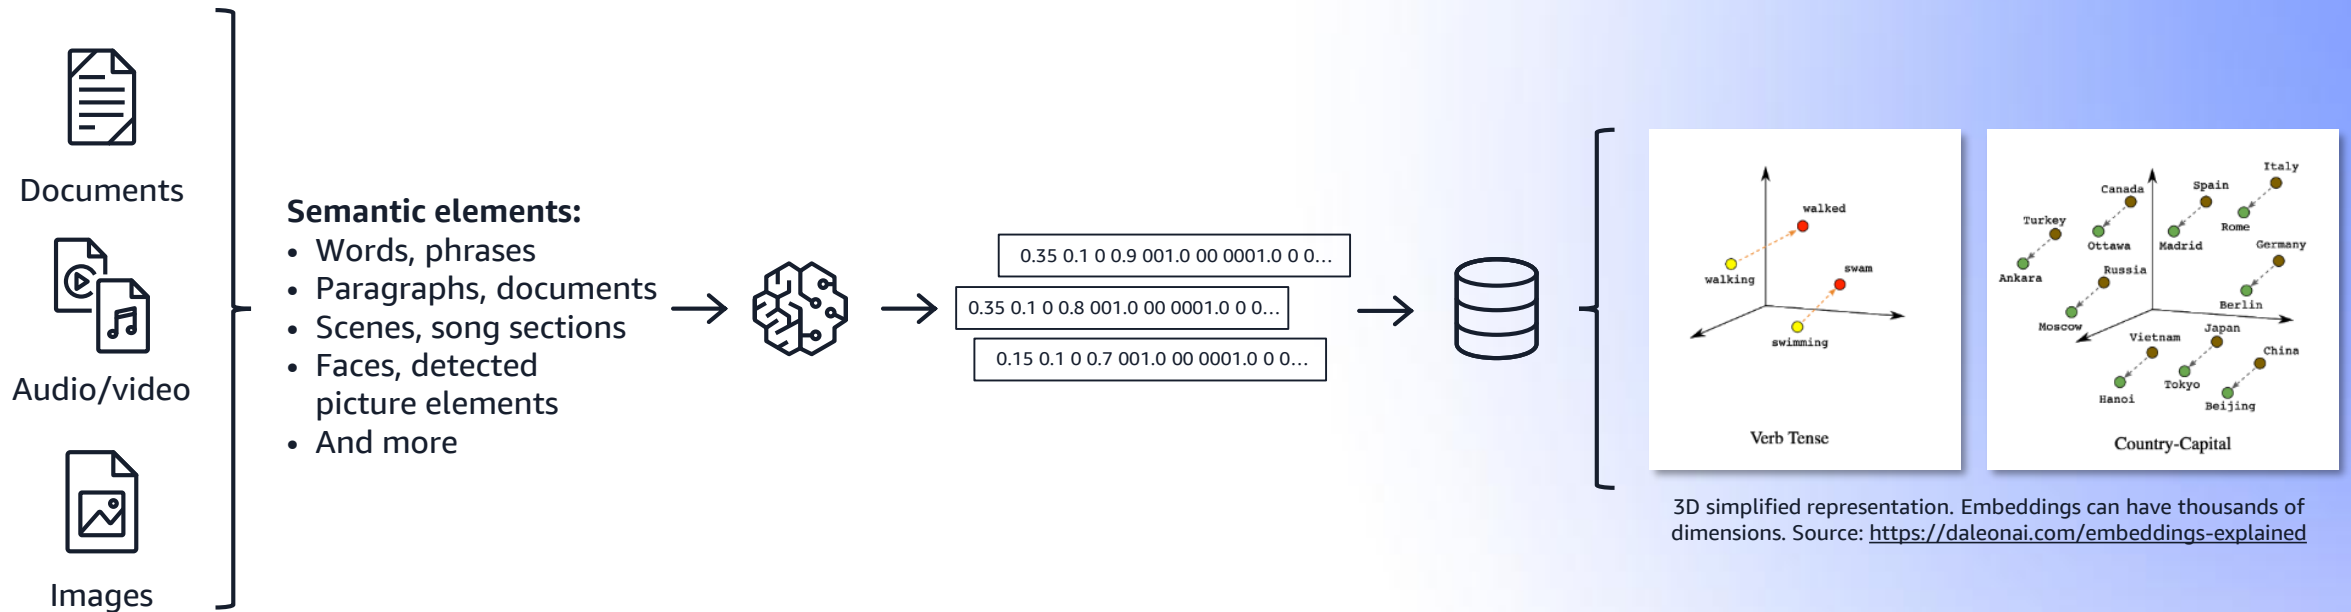 Documents
Audio/video
Images
Semantic elements:
• Words, phrases
• Paragraphs, documents
• Scenes, song sections
• Faces, detected
picture elements
• And more
0.35 0.1 0 0.9 001.0 00 0001.0 0 0...
0.35 0.1 0 0.8 001.0 00 0001.0 0 0...
0.15 0.1 0 0.7 001.0 00 0001.0 0 0...
walked
walking
swam
swimming
Verb Tense
Italy
Canada
Spain
Turkey
Rome
Ottawa
Madrid
Germany
Ankara
Russia
Berlin
Moscow
Japan
Vietnam
China
Tokyo
Hanoi
Beijing
Country-Capital
3D simplified representation. Embeddings can have thousands of
dimensions. Source: https://daleonai.com/embeddings-explained